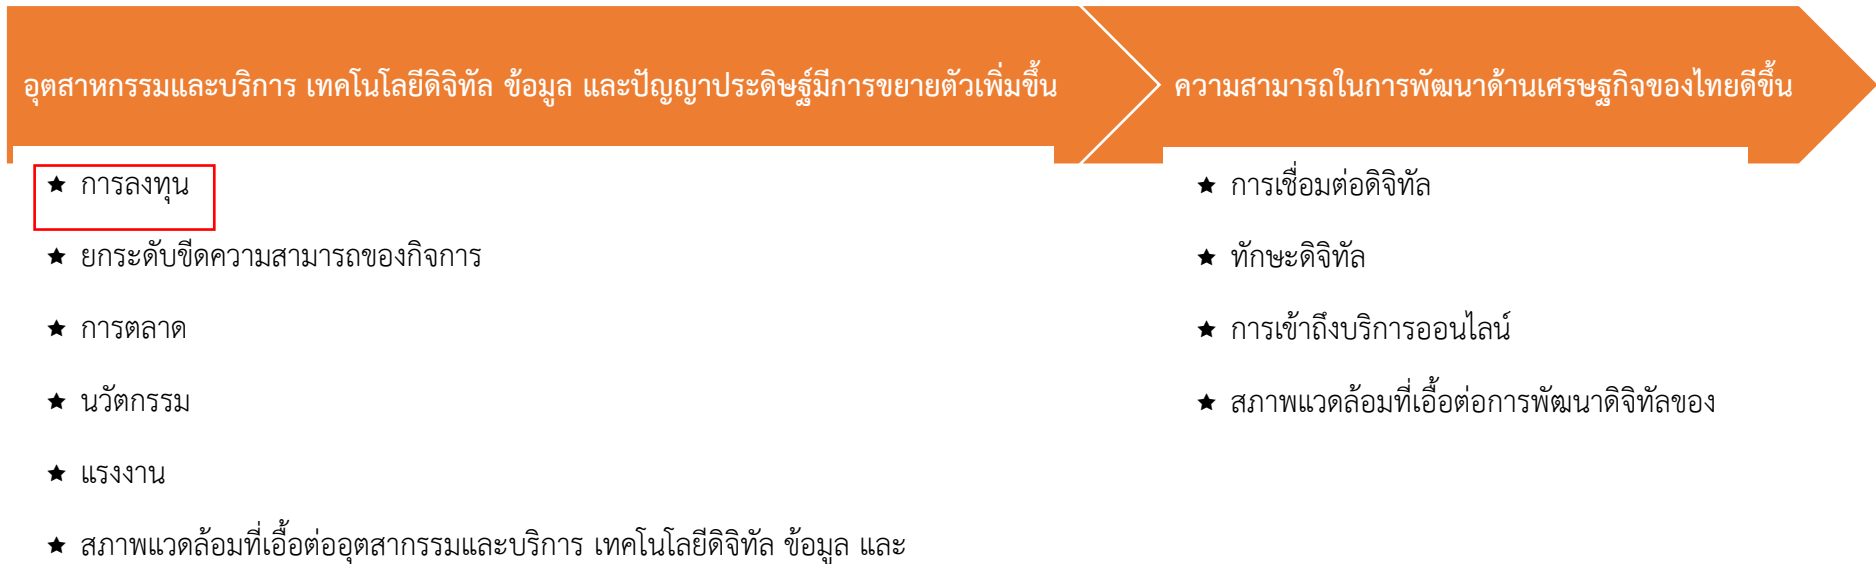 อุตสาหกรรมและบริการ เทคโนโลยีดิจิทัล ข้อมูล และปัญญาประดิษฐ์มีการขยายตัวเพิ่มขึ้น
★ การลงทุน
★ ยกระดับขีดความสามารถของกิจการ
★ การตลาด
★ นวัตกรรม
★ แรงงาน
★ สภาพแวดล้อมที่เอื้อต่ออุตสากรรมและบริการ เทคโนโลยีดิจิทัล ข้อมูล และ
ความสามารถในการพัฒนาด้านเศรษฐกิจของไทยดีขึ้น
★ การเชื่อมต่อดิจิทัล
★ ทักษะดิจิทัล
★ การเข้าถึงบริการออนไลน์
★ สภาพแวดล้อมที่เอื้อต่อการพัฒนาดิจิทัลของ